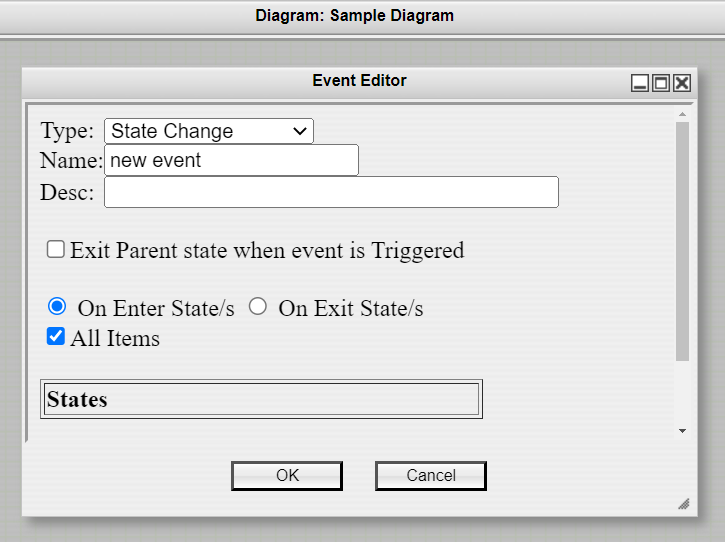 Diagram: Sample Diagram
Event Editor
Type: State Change
Name: new event
Desc:
Exit Parent state when event is Triggered
On Enter State/s On Exit State/s
All Items
States
OK Cancel